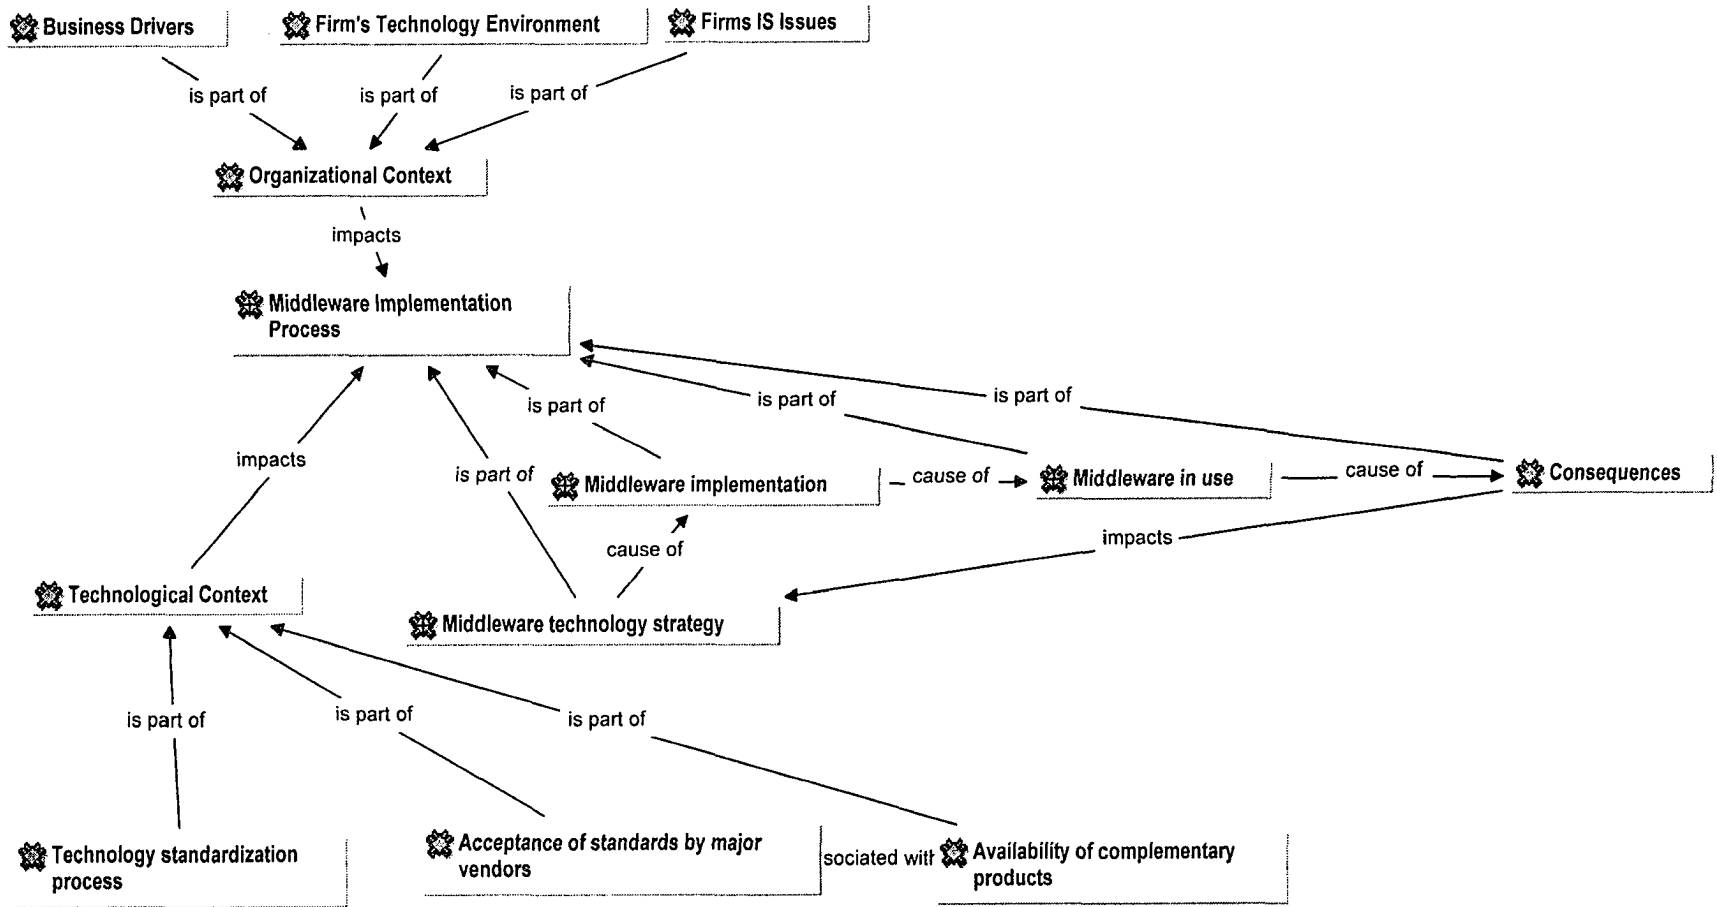 Business Drivers
Firm's Technology Environment
Firms IS Issues
is part of
is part of
is part of
Organizational Context
impacts
Middleware Implementation
Process
is part of
is part of
is part of
impacts
is part of
Middleware implementation
cause of
Middleware in use
cause of
Consequences
cause of
impacts
Technological Context
Middleware technology strategy
is part of
is part of
is part of
Technology standardization
process
Acceptance of standards by major
vendors
sociated with
Availability of complementary
products